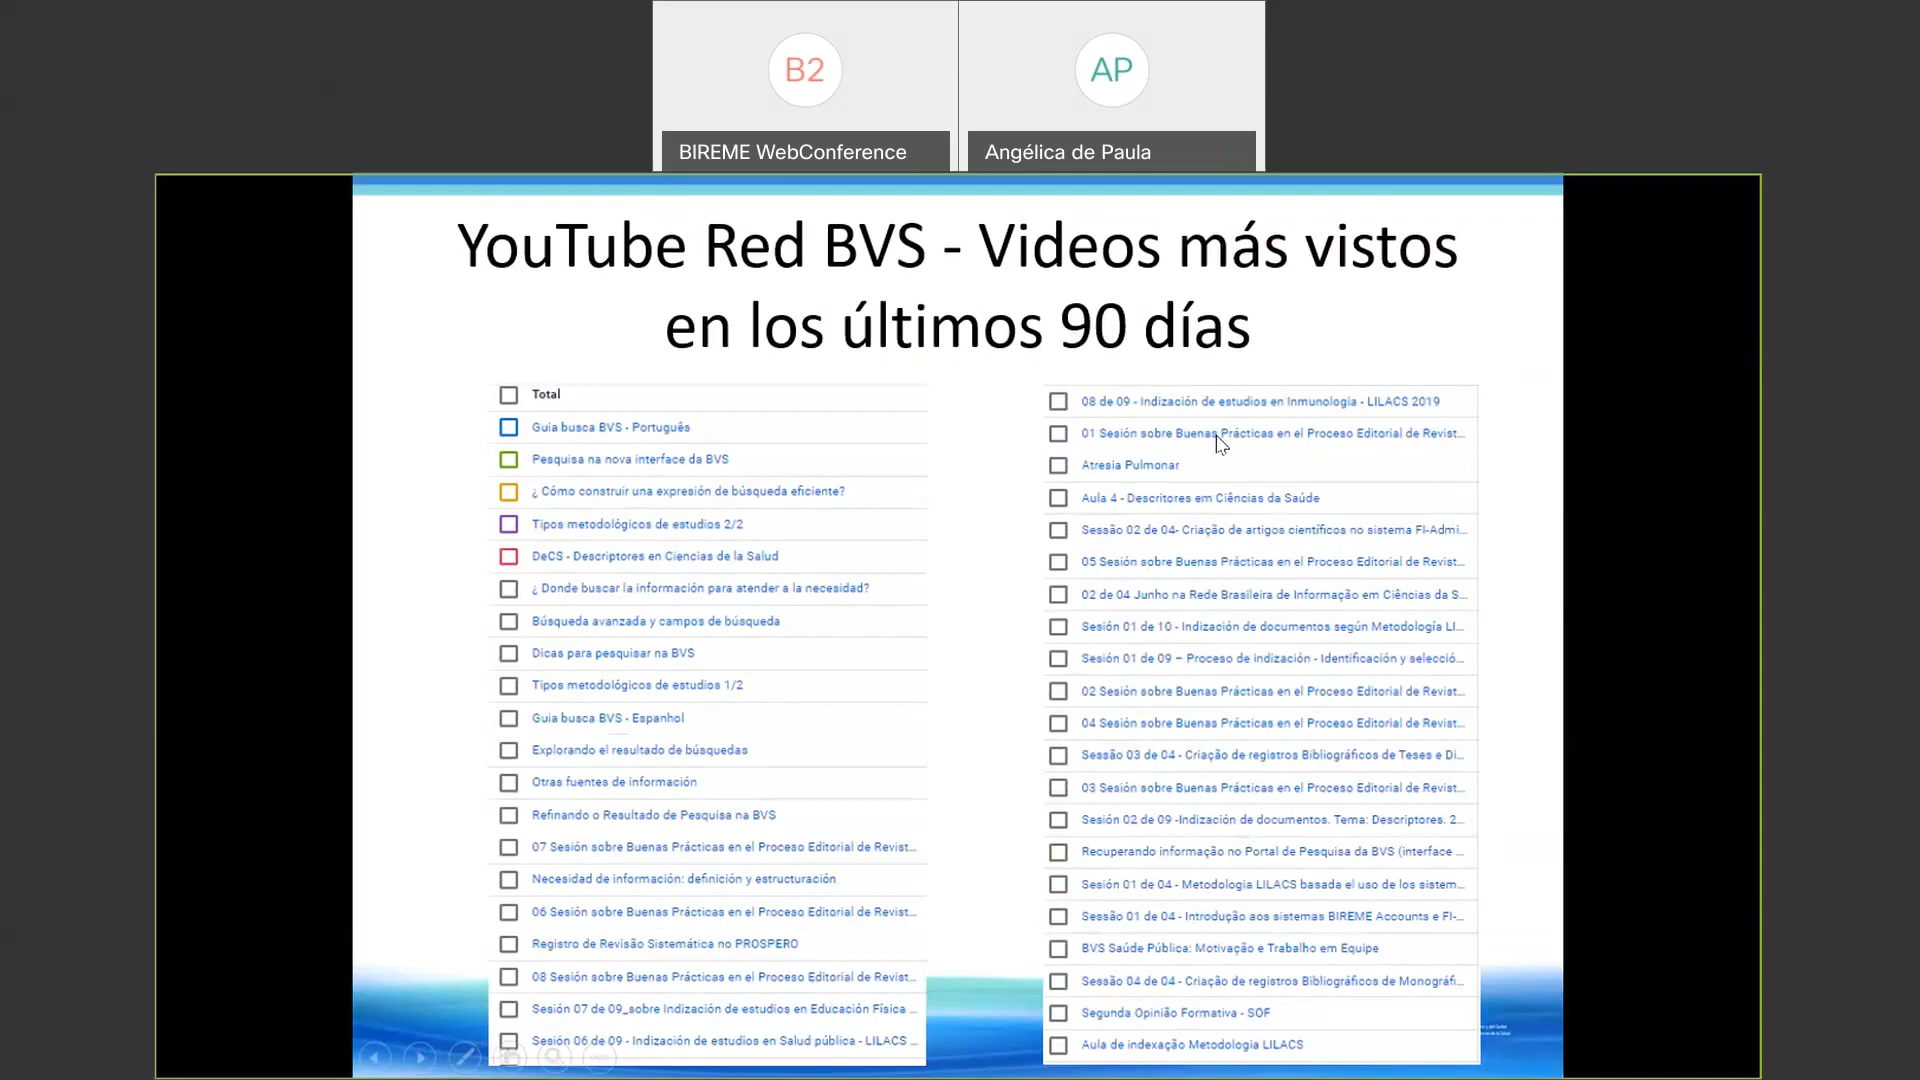 B2
AP
BIREME WebConference
Angélica de Paula
YouTube Red BVS - Videos más vistos
en los últimos 90 días
Total
Guia busca BVS - Português
Pesquisa na nova interface da BVS
¿ Cómo construir una expresión de búsqueda eficiente?
Tipos metodológicos de estudios 2/2
DeCS - Descriptores en Ciencias de la Salud
¿ Donde buscar la información para atender a la necesidad?
Búsqueda avanzada y campos de búsqueda
Dicas para pesquisar na BVS
Tipos metodológicos de estudios 1/2
Guia busca BVS - Espanhol
Explorando el resultado de búsquedas
Otras fuentes de información
Refinando o Resultado de Pesquisa na BVS
07 Sesión sobre Buenas Prácticas en el Proceso Editorial de Revist...
Necesidad de información: definición y estructuración
06 Sesión sobre Buenas Prácticas en el Proceso Editorial de Revist...
Registro de Revisão Sistemática no PROSPERO
08 Sesión sobre Buenas Prácticas en el Proceso Editorial de Revist...
Sesión 07 de 09_sobre Indización de estudios en Educación Física ...
Sesión 06 de 09 - Indización de estudios en Salud pública - LILACS ...
08 de 09 - Indización de estudios en Inmunologia - LILACS 2019
01 Sesión sobre Buenas Prácticas en el Proceso Editorial de Revist...
Atresia Pulmonar
Aula 4 - Descritores em Ciências da Saúde
Sessão 02 de 04- Criação de artigos científicos no sistema FI-Admi...
05 Sesión sobre Buenas Prácticas en el Proceso Editorial de Revist...
02 de 04 Junho na Rede Brasileira de Informação em Ciências da S...
Sesión 01 de 10 - Indización de documentos según Metodología LI...
Sesión 01 de 09 – Proceso de indización - Identificación y selecció...
02 Sesión sobre Buenas Prácticas en el Proceso Editorial de Revist...
04 Sesión sobre Buenas Prácticas en el Proceso Editorial de Revist...
Sessão 03 de 04 - Criação de registros Bibliográficos de Teses e Di...
03 Sesión sobre Buenas Prácticas en el Proceso Editorial de Revist...
Sesión 02 de 09 -Indización de documentos. Tema: Descriptores. 2...
Recuperando informação no Portal de Pesquisa da BVS (interface ...
Sesión 01 de 04 - Metodologia LILACS basada el uso de los sistem...
Sessão 01 de 04 - Introdução aos sistemas BIREME Accounts e FI-...
BVS Saúde Pública: Motivação e Trabalho em Equipe
Sessão 04 de 04 - Criação de registros Bibliográficos de Monográfi...
Segunda Opinião Formativa - SOF
Aula de indexação Metodologia LILACS